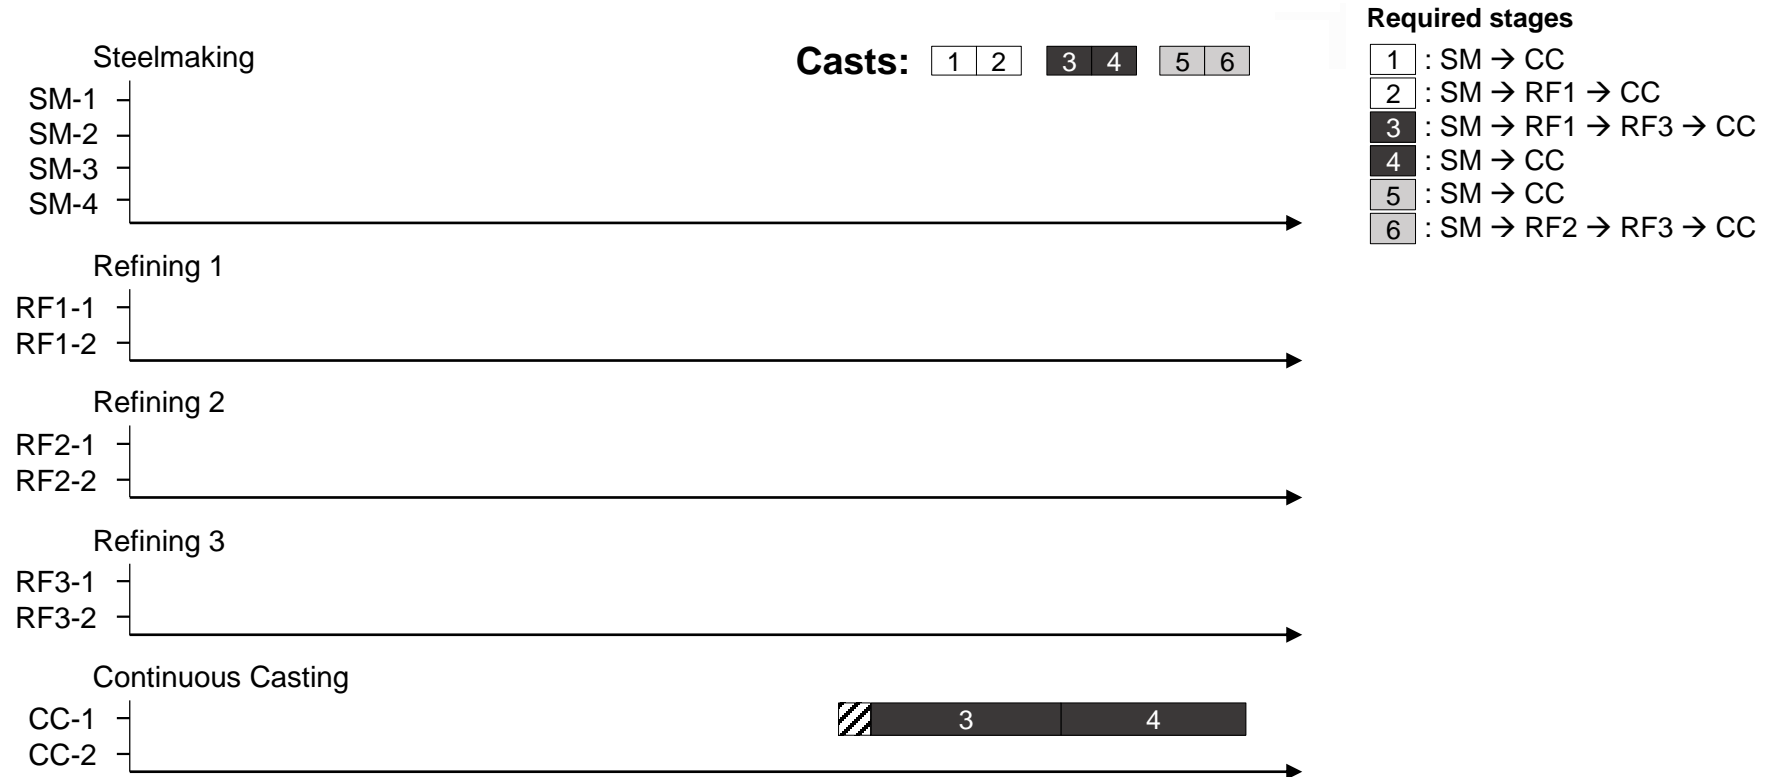 Required stages
Steelmaking
Casts: 1 2 3 4 5 6
1 : SM → CC
2 : SM → RF1 → CC
3 : SM → RF1 → RF3 → CC
4 : SM → CC
5 : SM → CC
6 : SM → RF2 → RF3 → CC
SM-1
SM-2
SM-3
SM-4
Refining 1
RF1-1
RF1-2
Refining 2
RF2-1
RF2-2
Refining 3
RF3-1
RF3-2
Continuous Casting
CC-1 3 4
CC-2